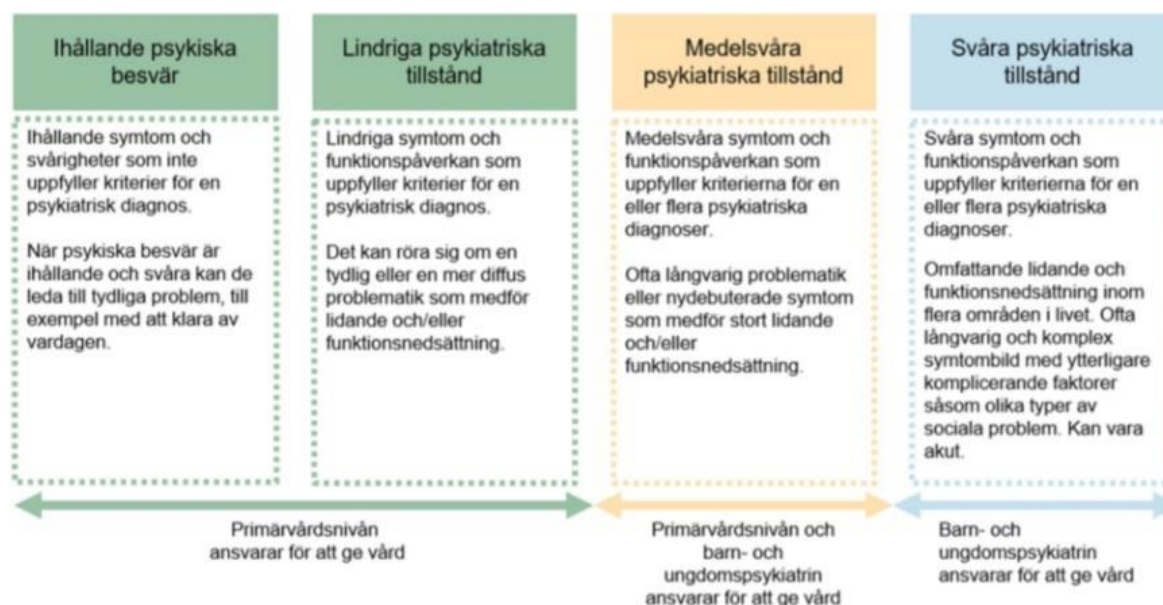 Ihållande psykiska
besvär
Ihållande symtom och
svårigheter som inte
uppfyller kriterier för en
psykiatrisk diagnos.
När psykiska besvär är
ihållande och svåra kan de
leda till tydliga problem, till
exempel med att klara av
vardagen.
Lindriga psykiatriska
tillstånd
Lindriga symtom och
funktionspåverkan som
uppfyller kriterier för en
psykiatrisk diagnos.
Det kan röra sig om en
tydlig eller en mer diffus
problematik som medför
lidande och/eller
funktionsnedsättning.
Medelsvåra
psykiatriska tillstånd
Medelsvåra symtom och
funktionspåverkan som
uppfyller kriterierna för en
eller flera psykiatriska
diagnoser.
Ofta långvarig problematik
eller nydebuterade symtom
som medför stort lidande
och/eller
funktionsnedsättning.
Svåra psykiatriska
tillstånd
Svåra symtom och
funktionspåverkan som
uppfyller kriterierna för en
eller flera psykiatriska
diagnoser.
Omfattande lidande och
funktionsnedsättning inom
flera områden i livet. Ofta
långvarig och komplex
symtombild med ytterligare
komplicerande faktorer
såsom olika typer av
sociala problem. Kan vara
akut.
Primärvårdsnivån
ansvarar för att ge vård
Primärvårdsnivån och
barn- och
ungdomspsykiatrin
ansvarar för att ge vård
Barn- och
ungdomspsykiatrin
ansvarar för att ge vård